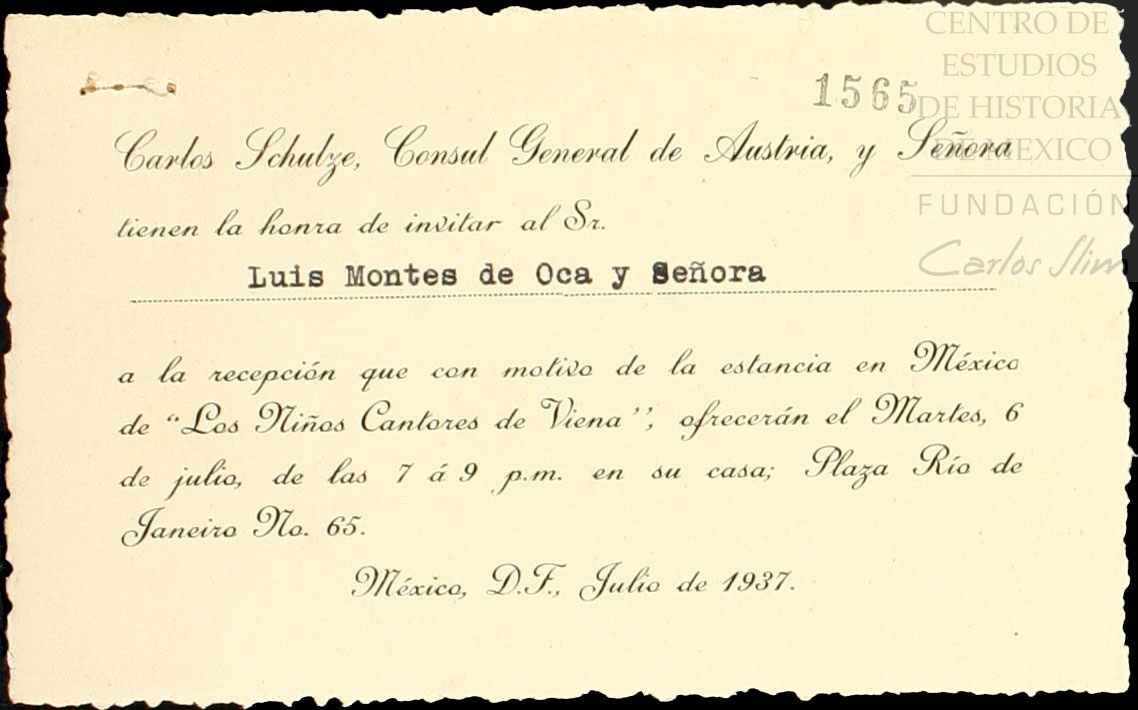 CENTRO DE
ESTUDIOS
DE HISTORIA
DE MEXICO
FUNDACIÓN
Carlos Slim
1565
Carlos Schulze, Consul General de Austria, y Señora
tienen la honra de invitar al Sr.
Luis Montes de Oca y Señora
a la recepción que con motivo de la estancia en México
de “Los Niños Cantores de Viena”, ofrecerán el Martes, 6
de julio, de las 7 á 9 p.m. en su casa; Plaza Río de
Janeiro No. 65.
México, D.F., Julio de 1937.